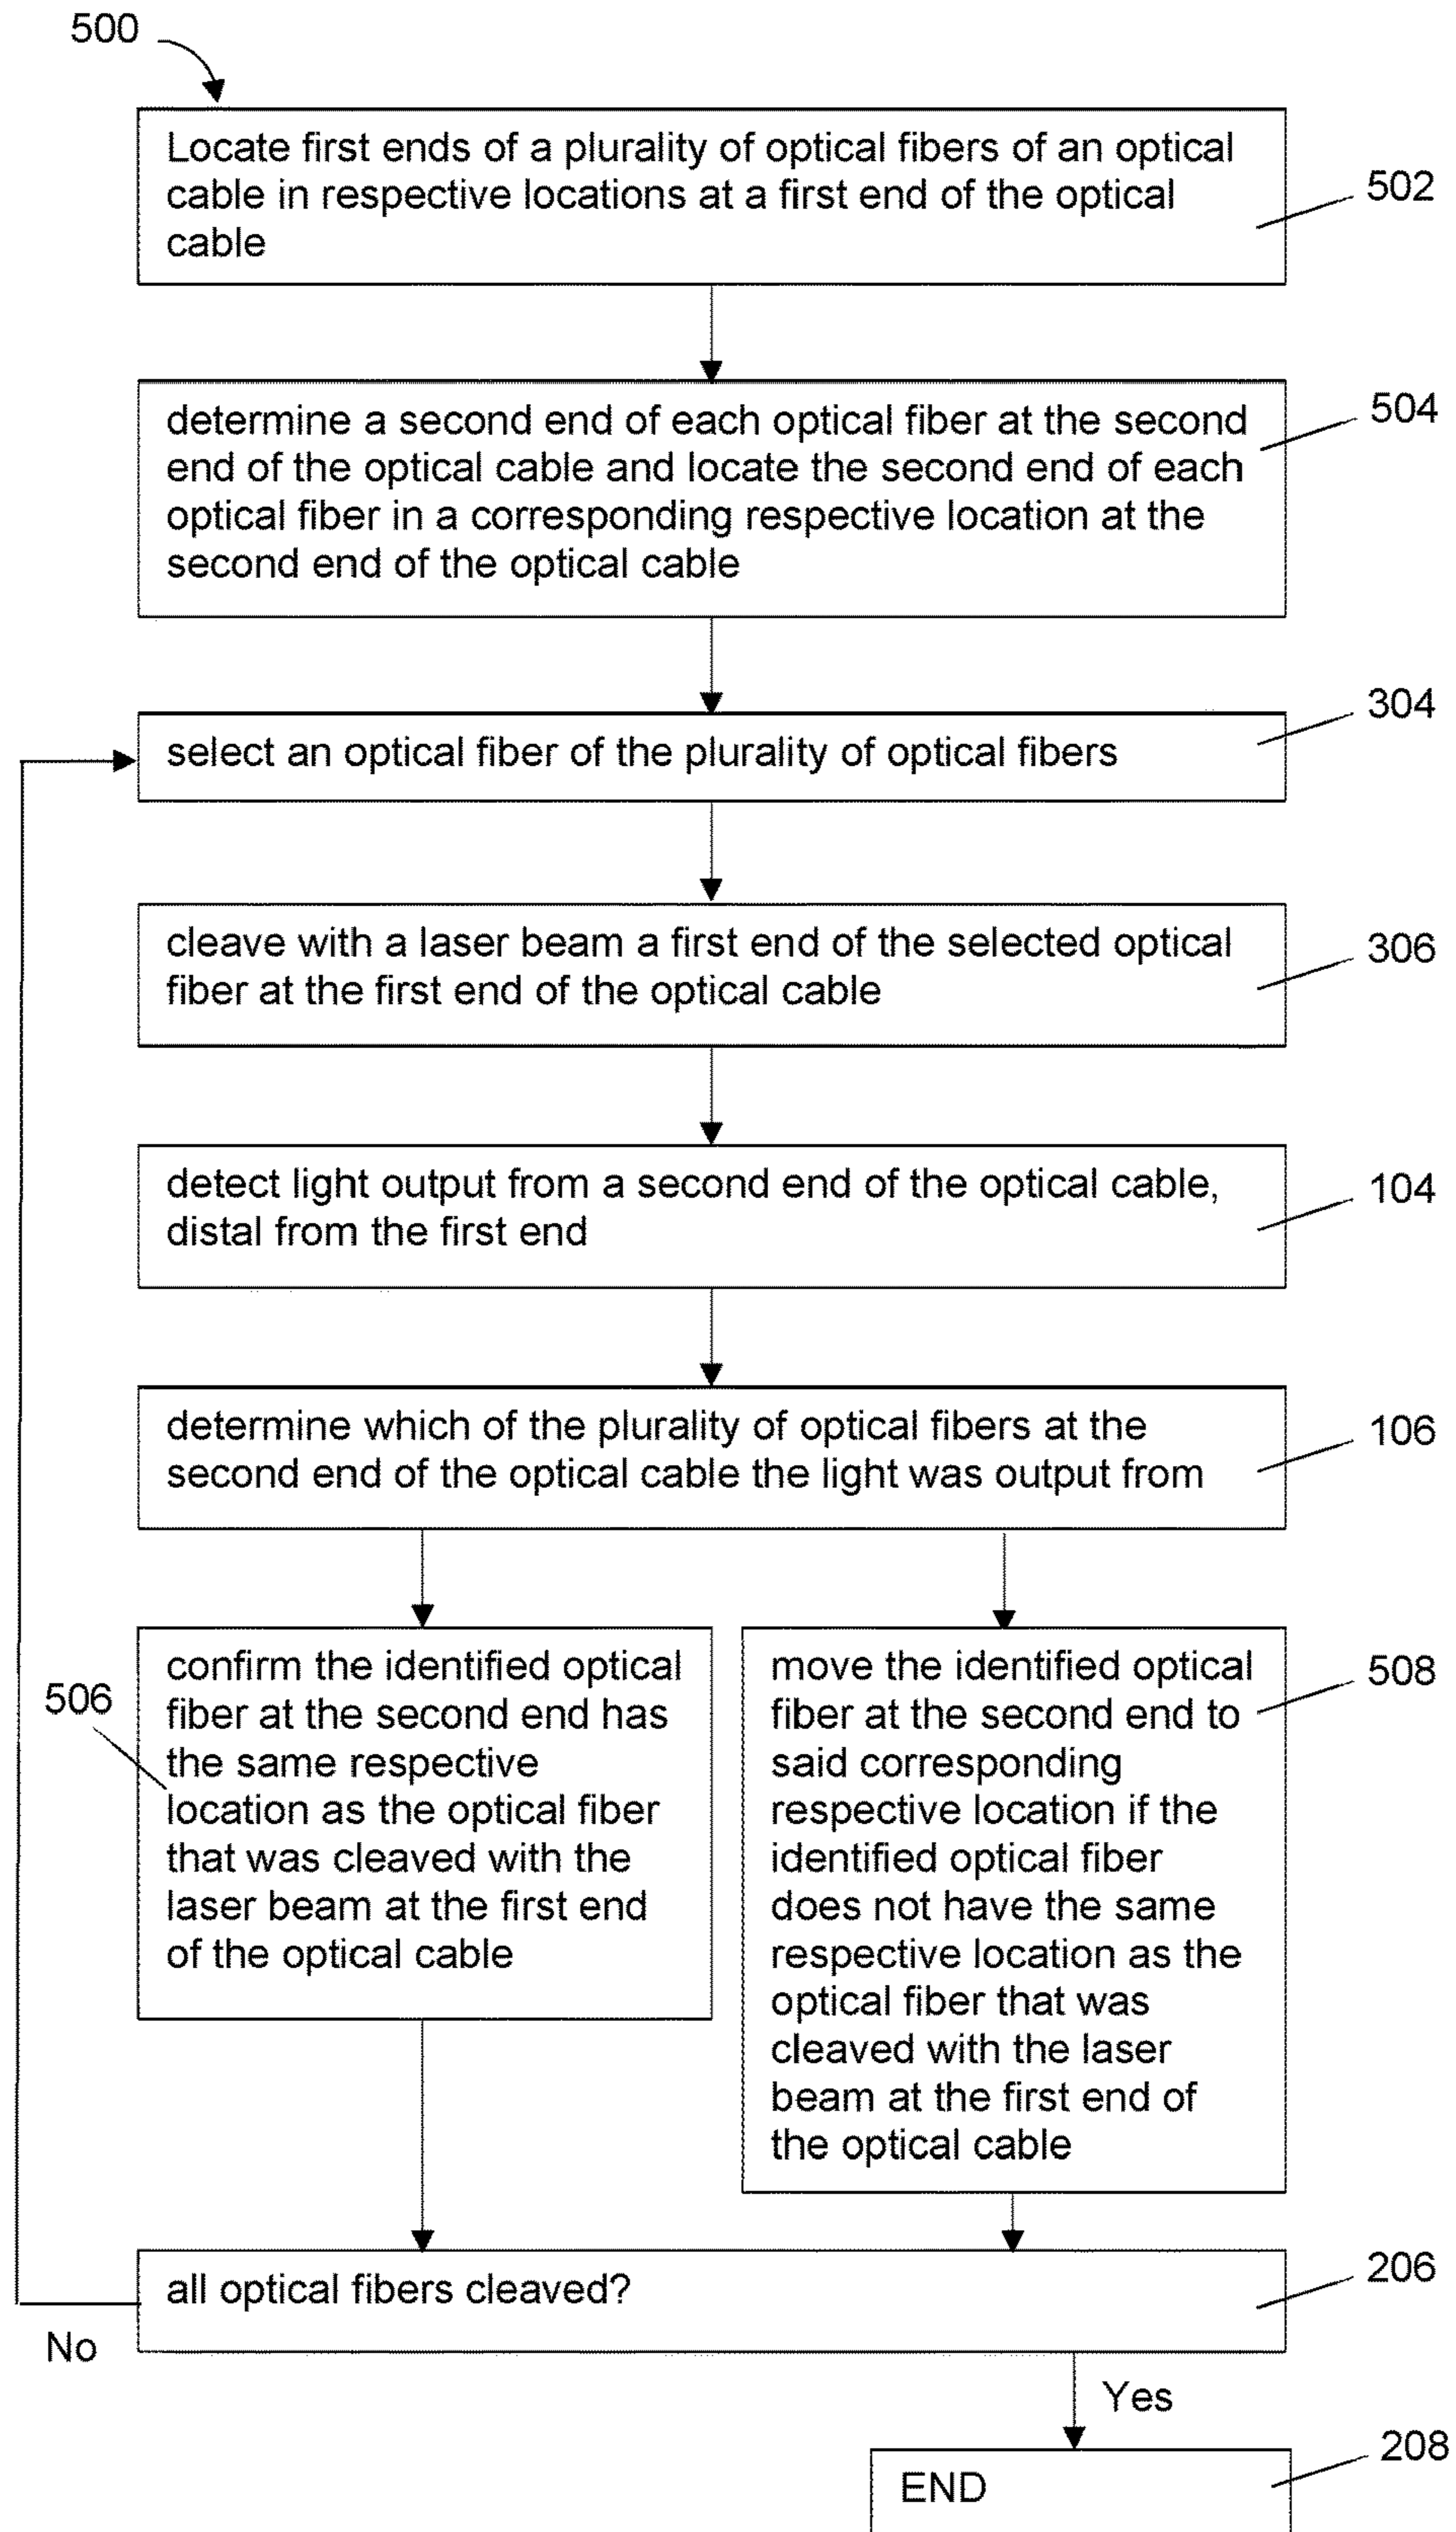 500
Locate first ends of a plurality of optical fibers of an optical
cable in respective locations at a first end of the optical
cable
502
determine a second end of each optical fiber at the second
end of the optical cable and locate the second end of each
optical fiber in a corresponding respective location at the
second end of the optical cable
504
select an optical fiber of the plurality of optical fibers
304
cleave with a laser beam a first end of the selected optical
fiber at the first end of the optical cable
306
detect light output from a second end of the optical cable,
distal from the first end
104
determine which of the plurality of optical fibers at the
second end of the optical cable the light was output from
106
506
confirm the identified optical
fiber at the second end has
the same respective
location as the optical fiber
that was cleaved with the
laser beam at the first end
of the optical cable
move the identified optical
fiber at the second end to
said corresponding
respective location if the
identified optical fiber
does not have the same
respective location as the
optical fiber that was
cleaved with the laser
beam at the first end of
the optical cable
508
all optical fibers cleaved?
206
No
Yes
END
208